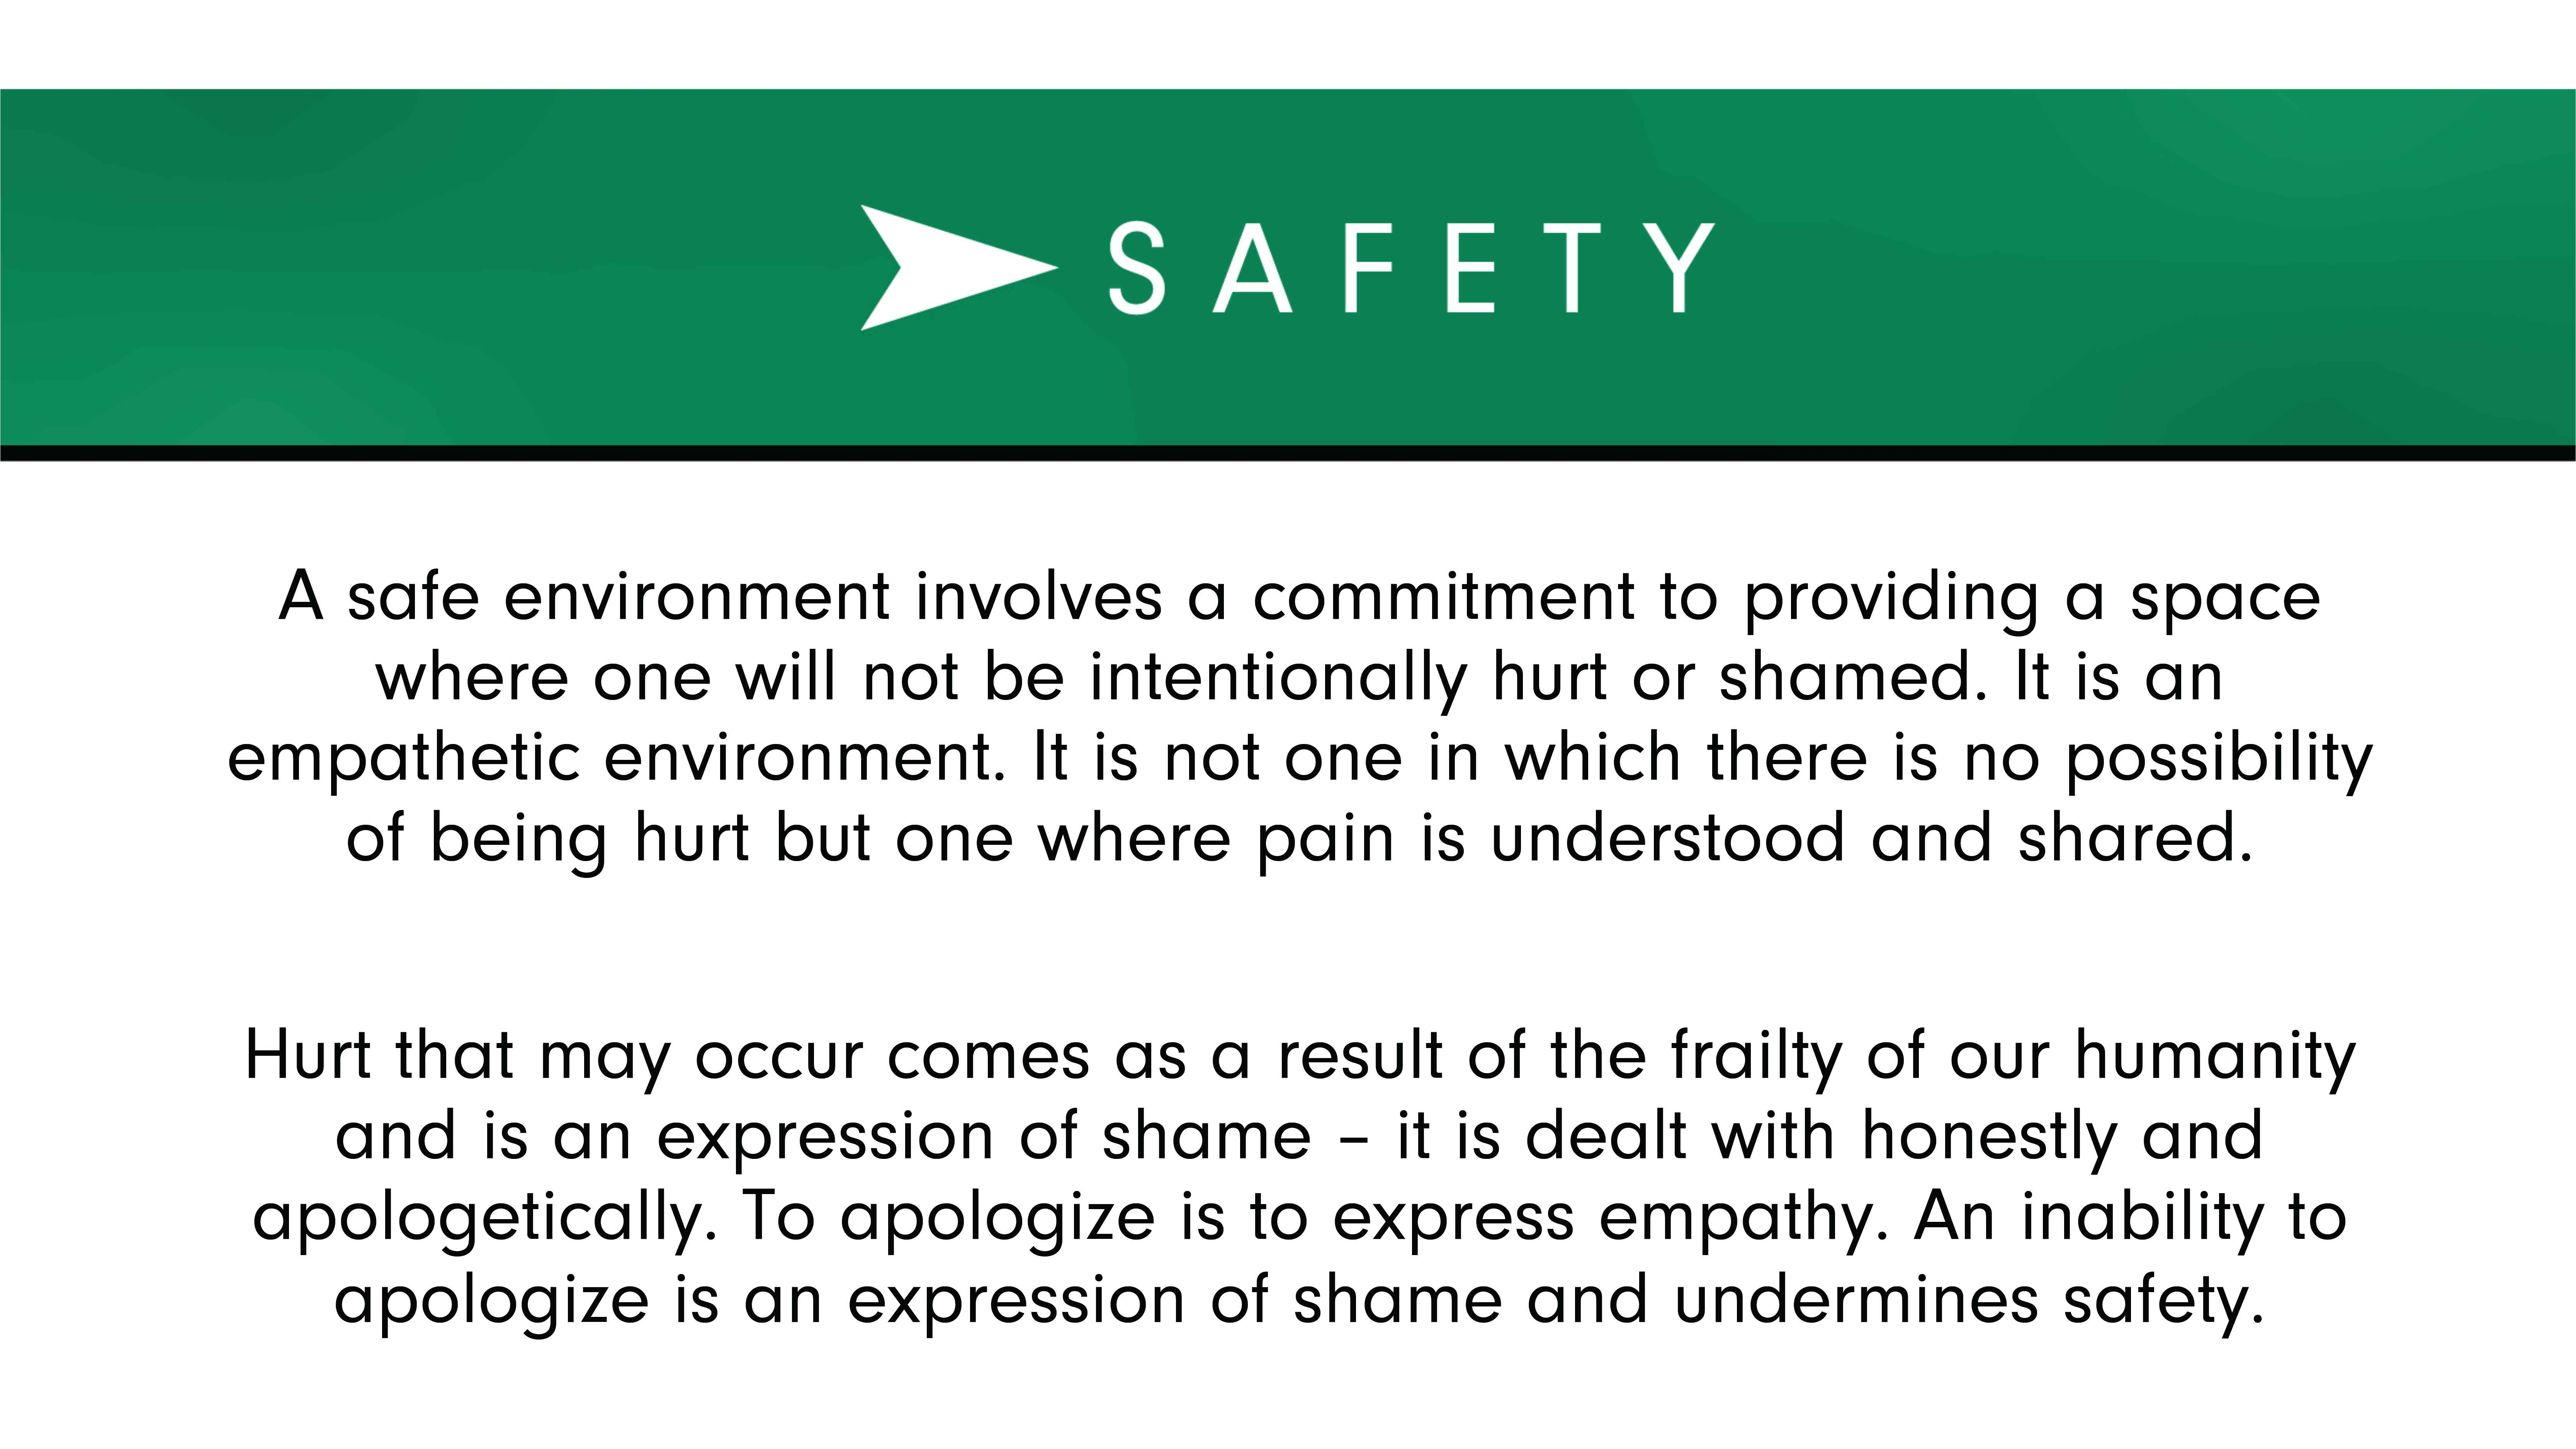 SAFETY
A safe environment involves a commitment to providing a space
where one will not be intentionally hurt or shamed. It is an
empathetic environment. It is not one in which there is no possibility
of being hurt but one where pain is understood and shared.
Hurt that may occur comes as a result of the frailty of our humanity
and is an expression of shame – it is dealt with honestly and
apologetically. To apologize is to express empathy. An inability to
apologize is an expression of shame and undermines safety.